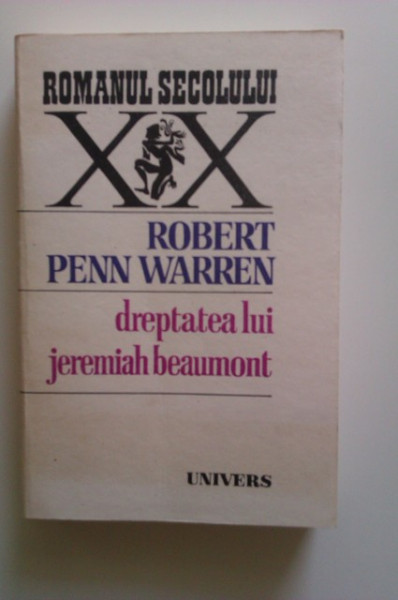 ROMANUL SECOLULUI
XX
ROBERT
PENN WARREN
dreptatea lui
jeremiah beaumont
UNIVERS